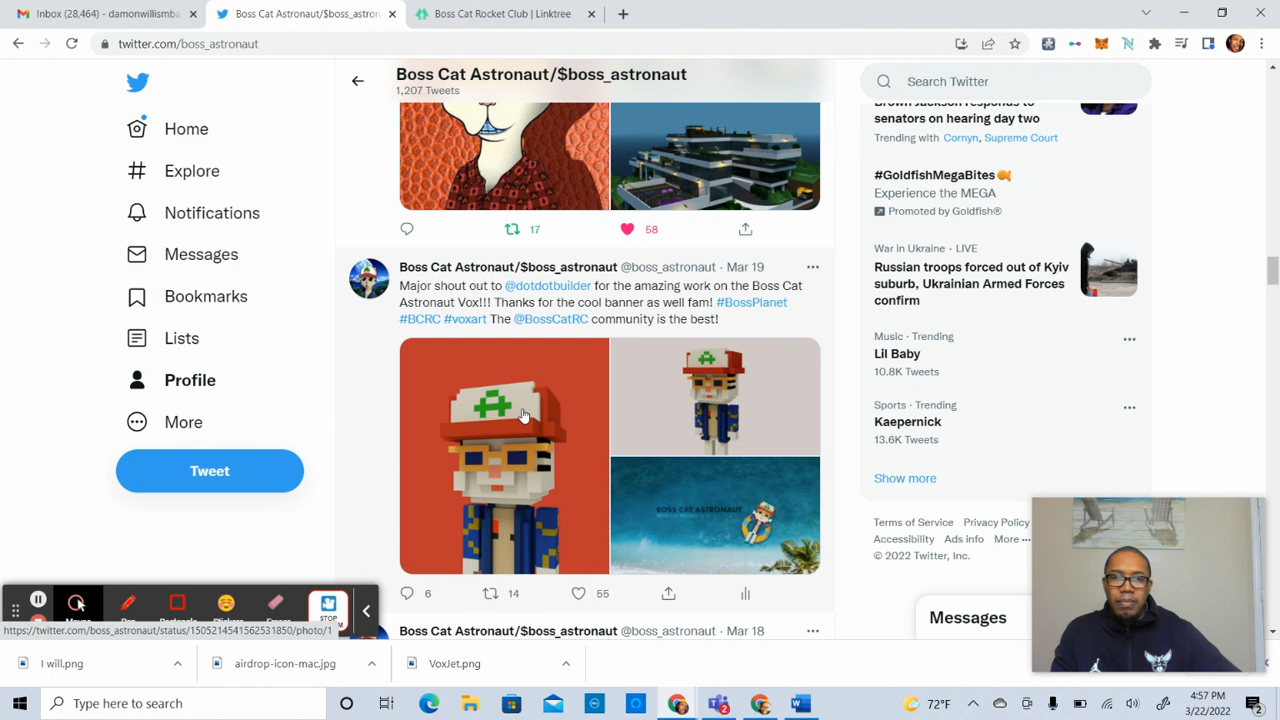 Inbox (28,464) - damonwillismba
Boss Cat Astronaut/$boss_astron
Boss Cat Rocket Club | Linktree
twitter.com/boss_astronaut
Boss Cat Astronaut/$boss_astronaut
1,207 Tweets
Search Twitter
Home
Explore
Notifications
Messages
Bookmarks
Lists
Profile
More
Tweet
17
58
Boss Cat Astronaut/$boss_astronaut @boss_astronaut · Mar 19
Major shout out to @dotdotbuilder for the amazing work on the Boss Cat
Astronaut Vox!!! Thanks for the cool banner as well fam! #BossPlanet
#BCRC #voxart The @BossCatRC community is the best!
BOSS CAT ASTRONAUT
6
14
55
Boss Cat Astronaut/$boss_astronaut @boss_astronaut · Mar 18
Brown Jackson responds to
senators on hearing day two
Trending with Cornyn, Supreme Court
#GoldfishMegaBites
Experience the MEGA
Promoted by Goldfish®
War in Ukraine · LIVE
Russian troops forced out of Kyiv
suburb, Ukrainian Armed Forces
confirm
Music · Trending
Lil Baby
10.8K Tweets
Sports · Trending
Kaepernick
13.6K Tweets
Show more
Terms of Service Privacy Policy
Accessibility Ads info More ···
© 2022 Twitter, Inc.
Messages
STOP
https://twitter.com/boss_astronaut/status/1505214541562531850/photo/1
I will.png
airdrop-icon-mac.jpg
VoxJet.png
Type here to search
72°F
4:57 PM
3/22/2022
2